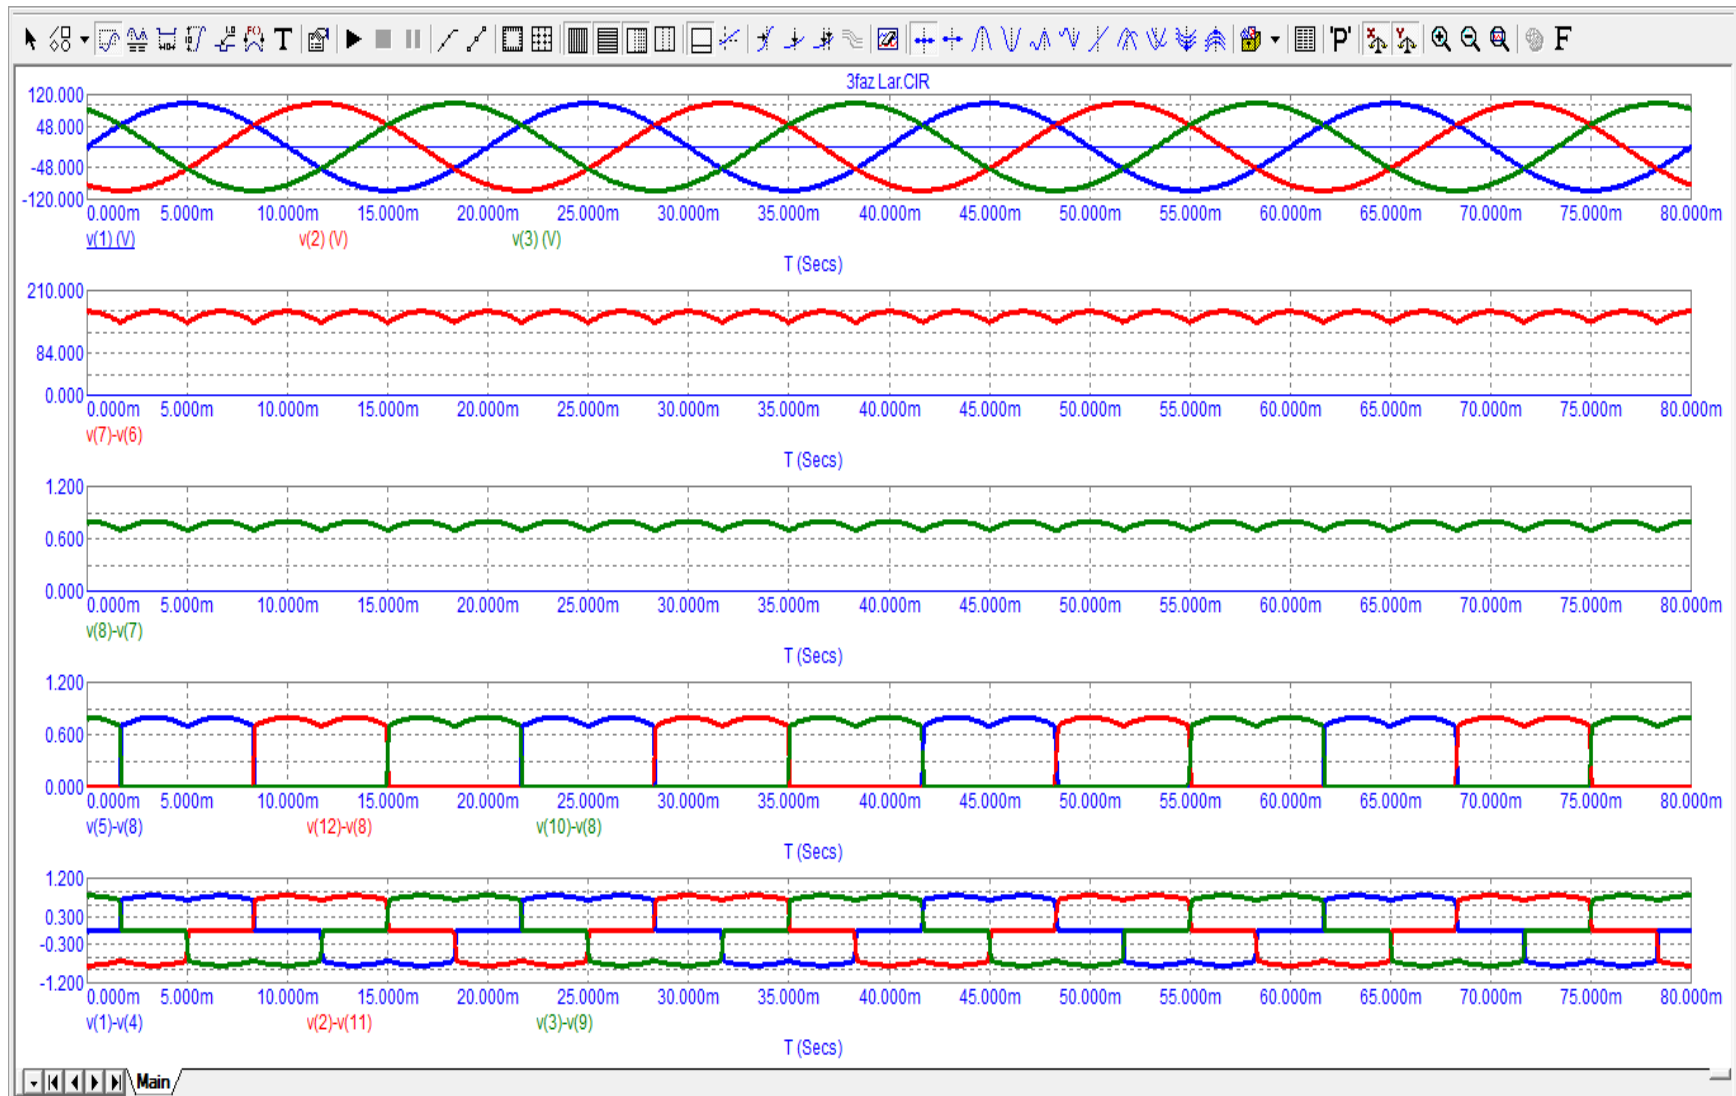 T 'P' F
3faz Lar.CIR
120.000
48.000
-48.000
-120.000
0.000m 5.000m 10.000m 15.000m 20.000m 25.000m 30.000m 35.000m 40.000m 45.000m 50.000m 55.000m 60.000m 65.000m 70.000m 75.000m 80.000m
v(1) (V) v(2) (V) v(3) (V)
T (Secs)
210.000
84.000
0.000
0.000m 5.000m 10.000m 15.000m 20.000m 25.000m 30.000m 35.000m 40.000m 45.000m 50.000m 55.000m 60.000m 65.000m 70.000m 75.000m 80.000m
v(7)-v(6)
T (Secs)
1.200
0.600
0.000
0.000m 5.000m 10.000m 15.000m 20.000m 25.000m 30.000m 35.000m 40.000m 45.000m 50.000m 55.000m 60.000m 65.000m 70.000m 75.000m 80.000m
v(8)-v(7)
T (Secs)
1.200
0.600
0.000
0.000m 5.000m 10.000m 15.000m 20.000m 25.000m 30.000m 35.000m 40.000m 45.000m 50.000m 55.000m 60.000m 65.000m 70.000m 75.000m 80.000m
v(5)-v(8) v(12)-v(8) v(10)-v(8)
T (Secs)
1.200
0.300
-0.300
-1.200
0.000m 5.000m 10.000m 15.000m 20.000m 25.000m 30.000m 35.000m 40.000m 45.000m 50.000m 55.000m 60.000m 65.000m 70.000m 75.000m 80.000m
v(1)-v(4) v(2)-v(11) v(3)-v(9)
T (Secs)
Main